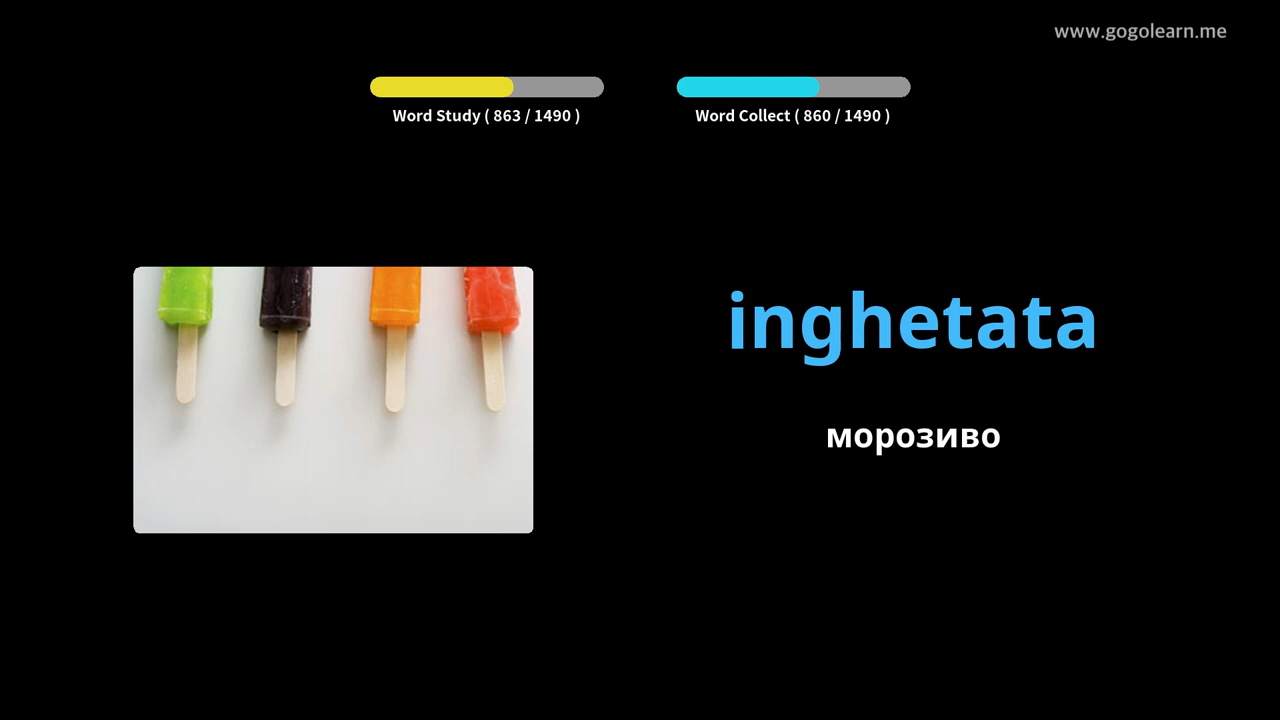 www.gogolearn.me
Word Study ( 863 / 1490 )
Word Collect ( 860 / 1490 )
inghetata
морозиво